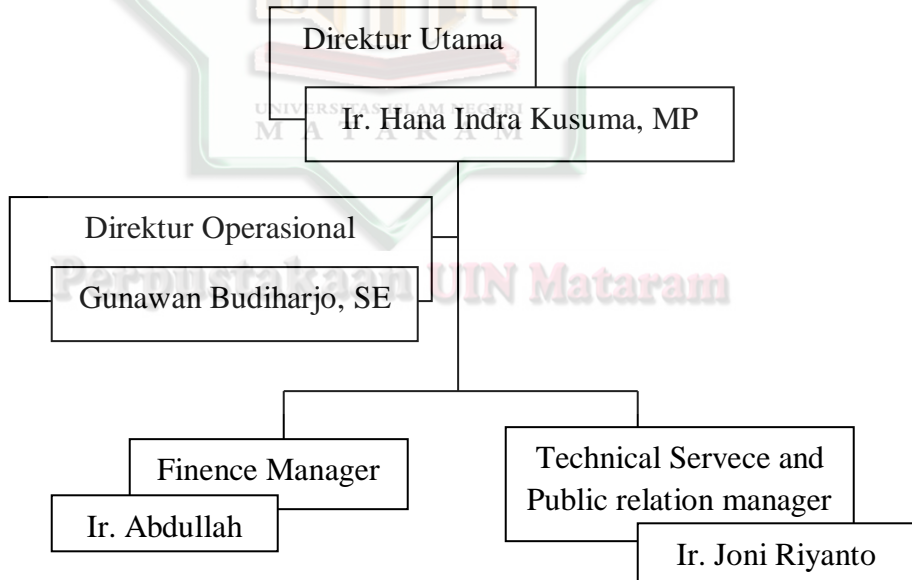 Direktur Utama
UNIVERSITAS ISLAM NEGERI
M A T A R A M
Ir. Hana Indra Kusuma, MP
Direktur Operasional
Perpustakaan UIN Mataram
Gunawan Budiharjo, SE
Finence Manager
Ir. Abdullah
Technical Servece and
Public relation manager
Ir. Joni Riyanto